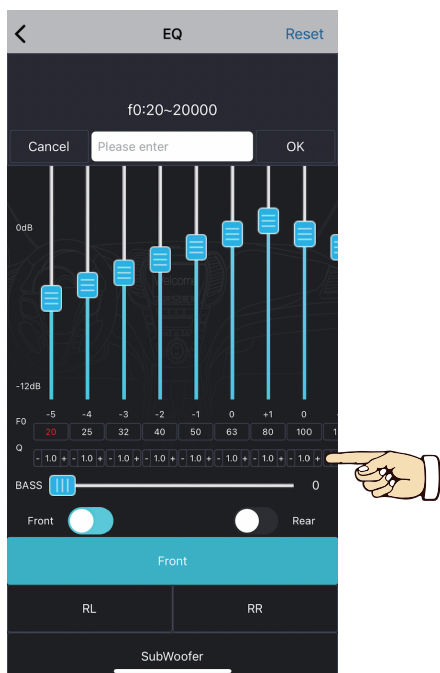 EQ Reset
f0:20~20000
Cancel Please enter OK
0dB
welcome
-12dB
-5 -4 -3 -2 -1 0 +1 0
F0 20 25 32 40 50 63 80 100 1
Q - 1.0 + - 1.0 + - 1.0 + - 1.0 + - 1.0 + - 1.0 + - 1.0 + - 1.0 +
BASS 0
Front Rear
Front
RL RR
SubWoofer